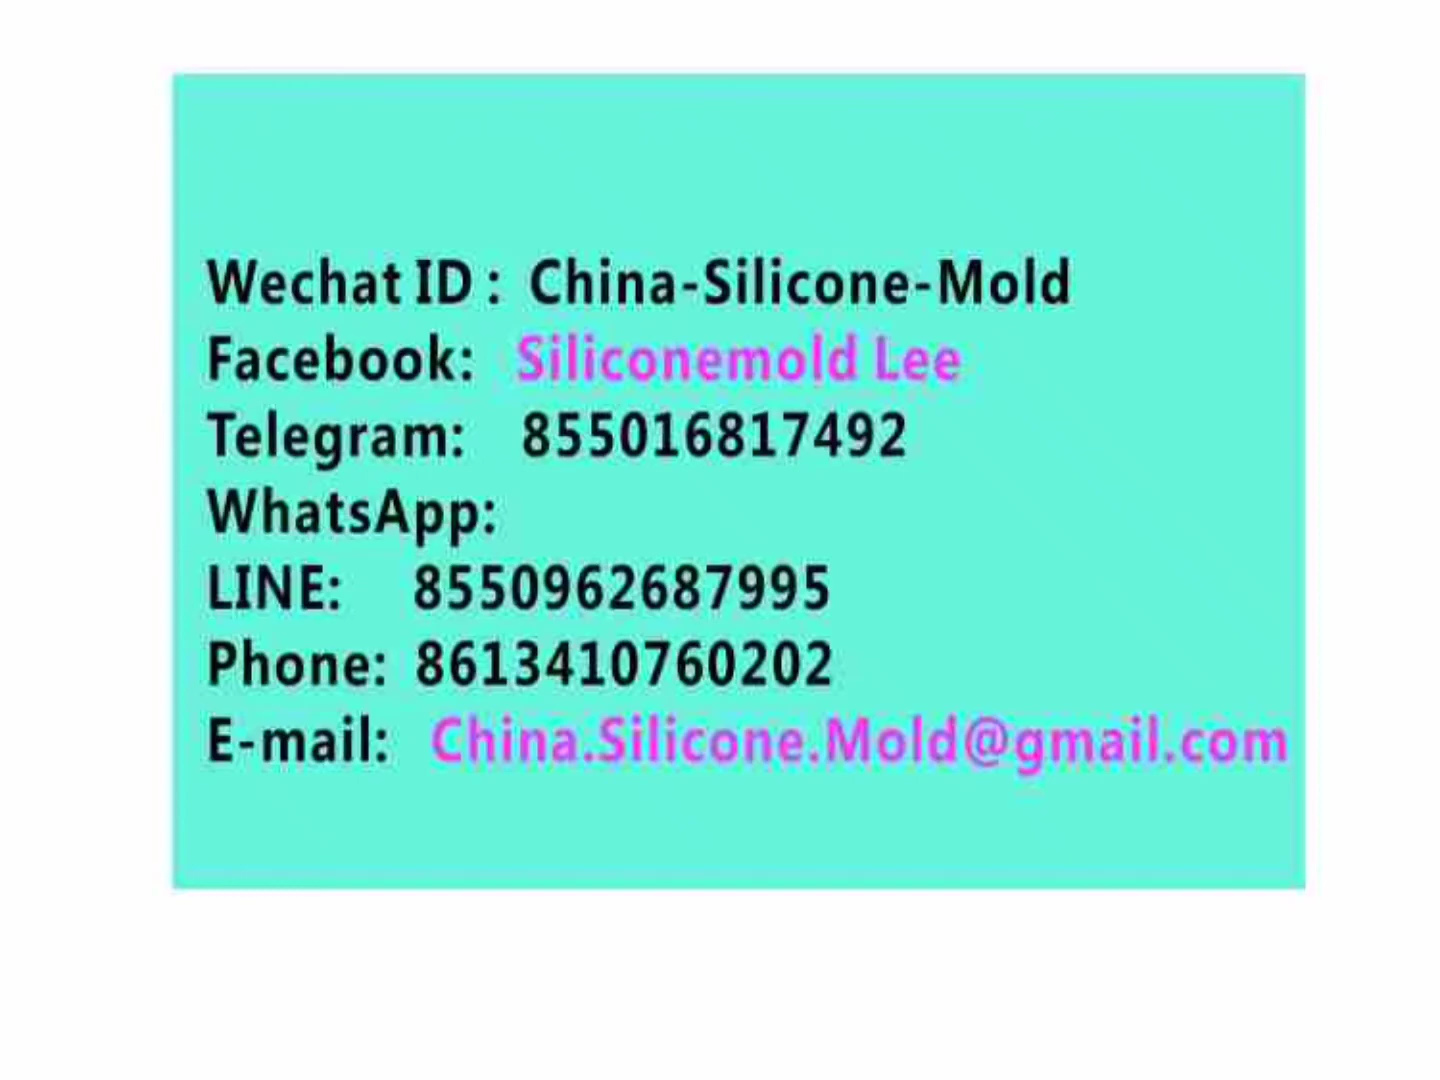 Wechat ID : China-Silicone-Mold
Facebook: Siliconemold Lee
Telegram: 855016817492
WhatsApp:
LINE: 8550962687995
Phone: 8613410760202
E-mail: China.Silicone.Mold@gmail.com